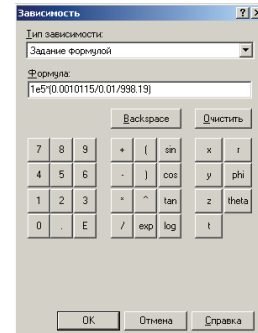 Зависимость
Тип зависимости:
Задание формулой
Формула:
1e5*(0.0010115/0.01/998.19)
Backspace Очистить
7 8 9 + ( sin x r
4 5 6 - ) cos y phi
1 2 3 * ^ tan z theta
0 . E / exp log t
OK Отмена Справка